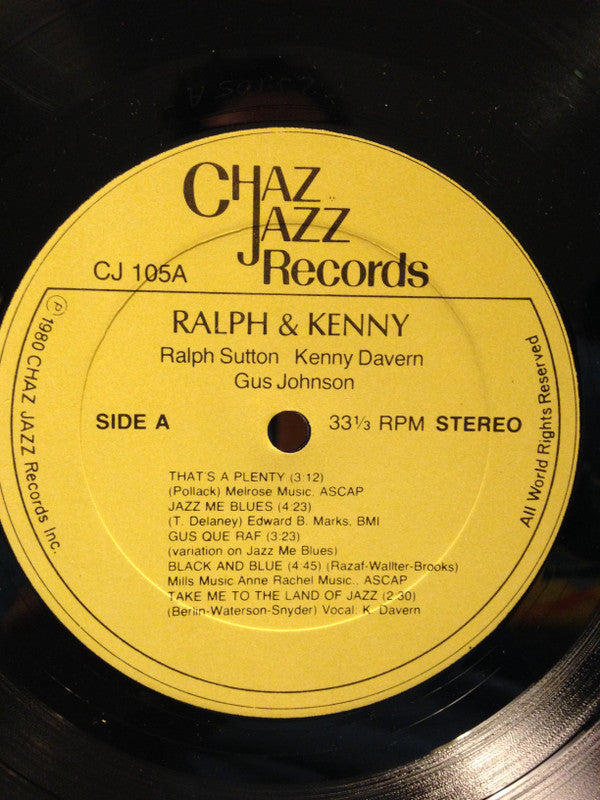 CHAZ
JAZZ
Records
CJ 105A
RALPH & KENNY
Ralph Sutton Kenny Davern
Gus Johnson
SIDE A
33⅓ RPM STEREO
THAT'S A PLENTY (3:12)
(Pollack) Melrose Music, ASCAP
JAZZ ME BLUES (4:23)
(T. Delaney) Edward B. Marks, BMI
GUS QUE RAF (3:23)
(variation on Jazz Me Blues)
BLACK AND BLUE (4:45) (Razaf-Wallter-Brooks)
Mills Music Anne Rachel Music., ASCAP
TAKE ME TO THE LAND OF JAZZ (2:30)
(Berlin-Waterson-Snyder) Vocal: K. Davern
℗ 1980 CHAZ JAZZ Records Inc.
All World Rights Reserved